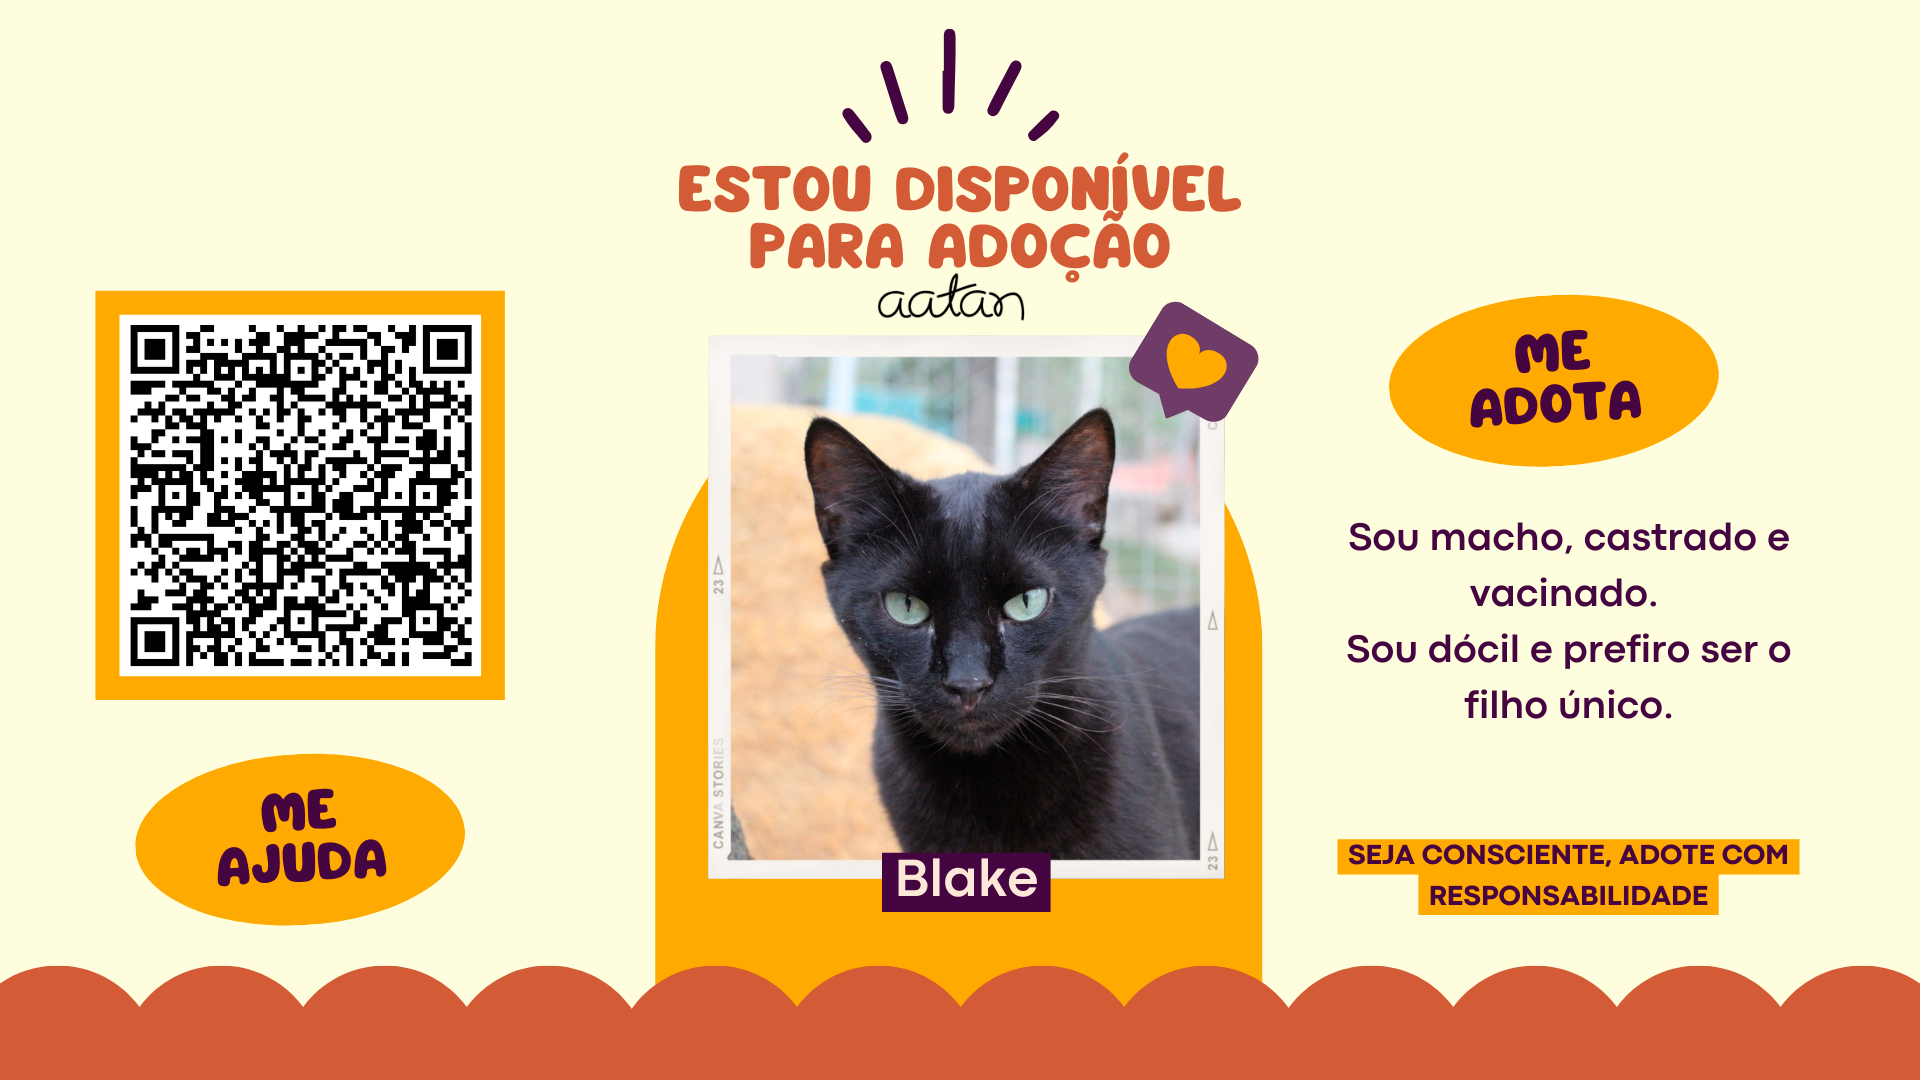 ESTOU DISPONÍVEL
PARA ADOÇÃO
aatan
ME
AJUDA
23
CANVA STORIES
23
Blake
ME
ADOTA
Sou macho, castrado e
vacinado.
Sou dócil e prefiro ser o
filho único.
SEJA CONSCIENTE, ADOTE COM
RESPONSABILIDADE